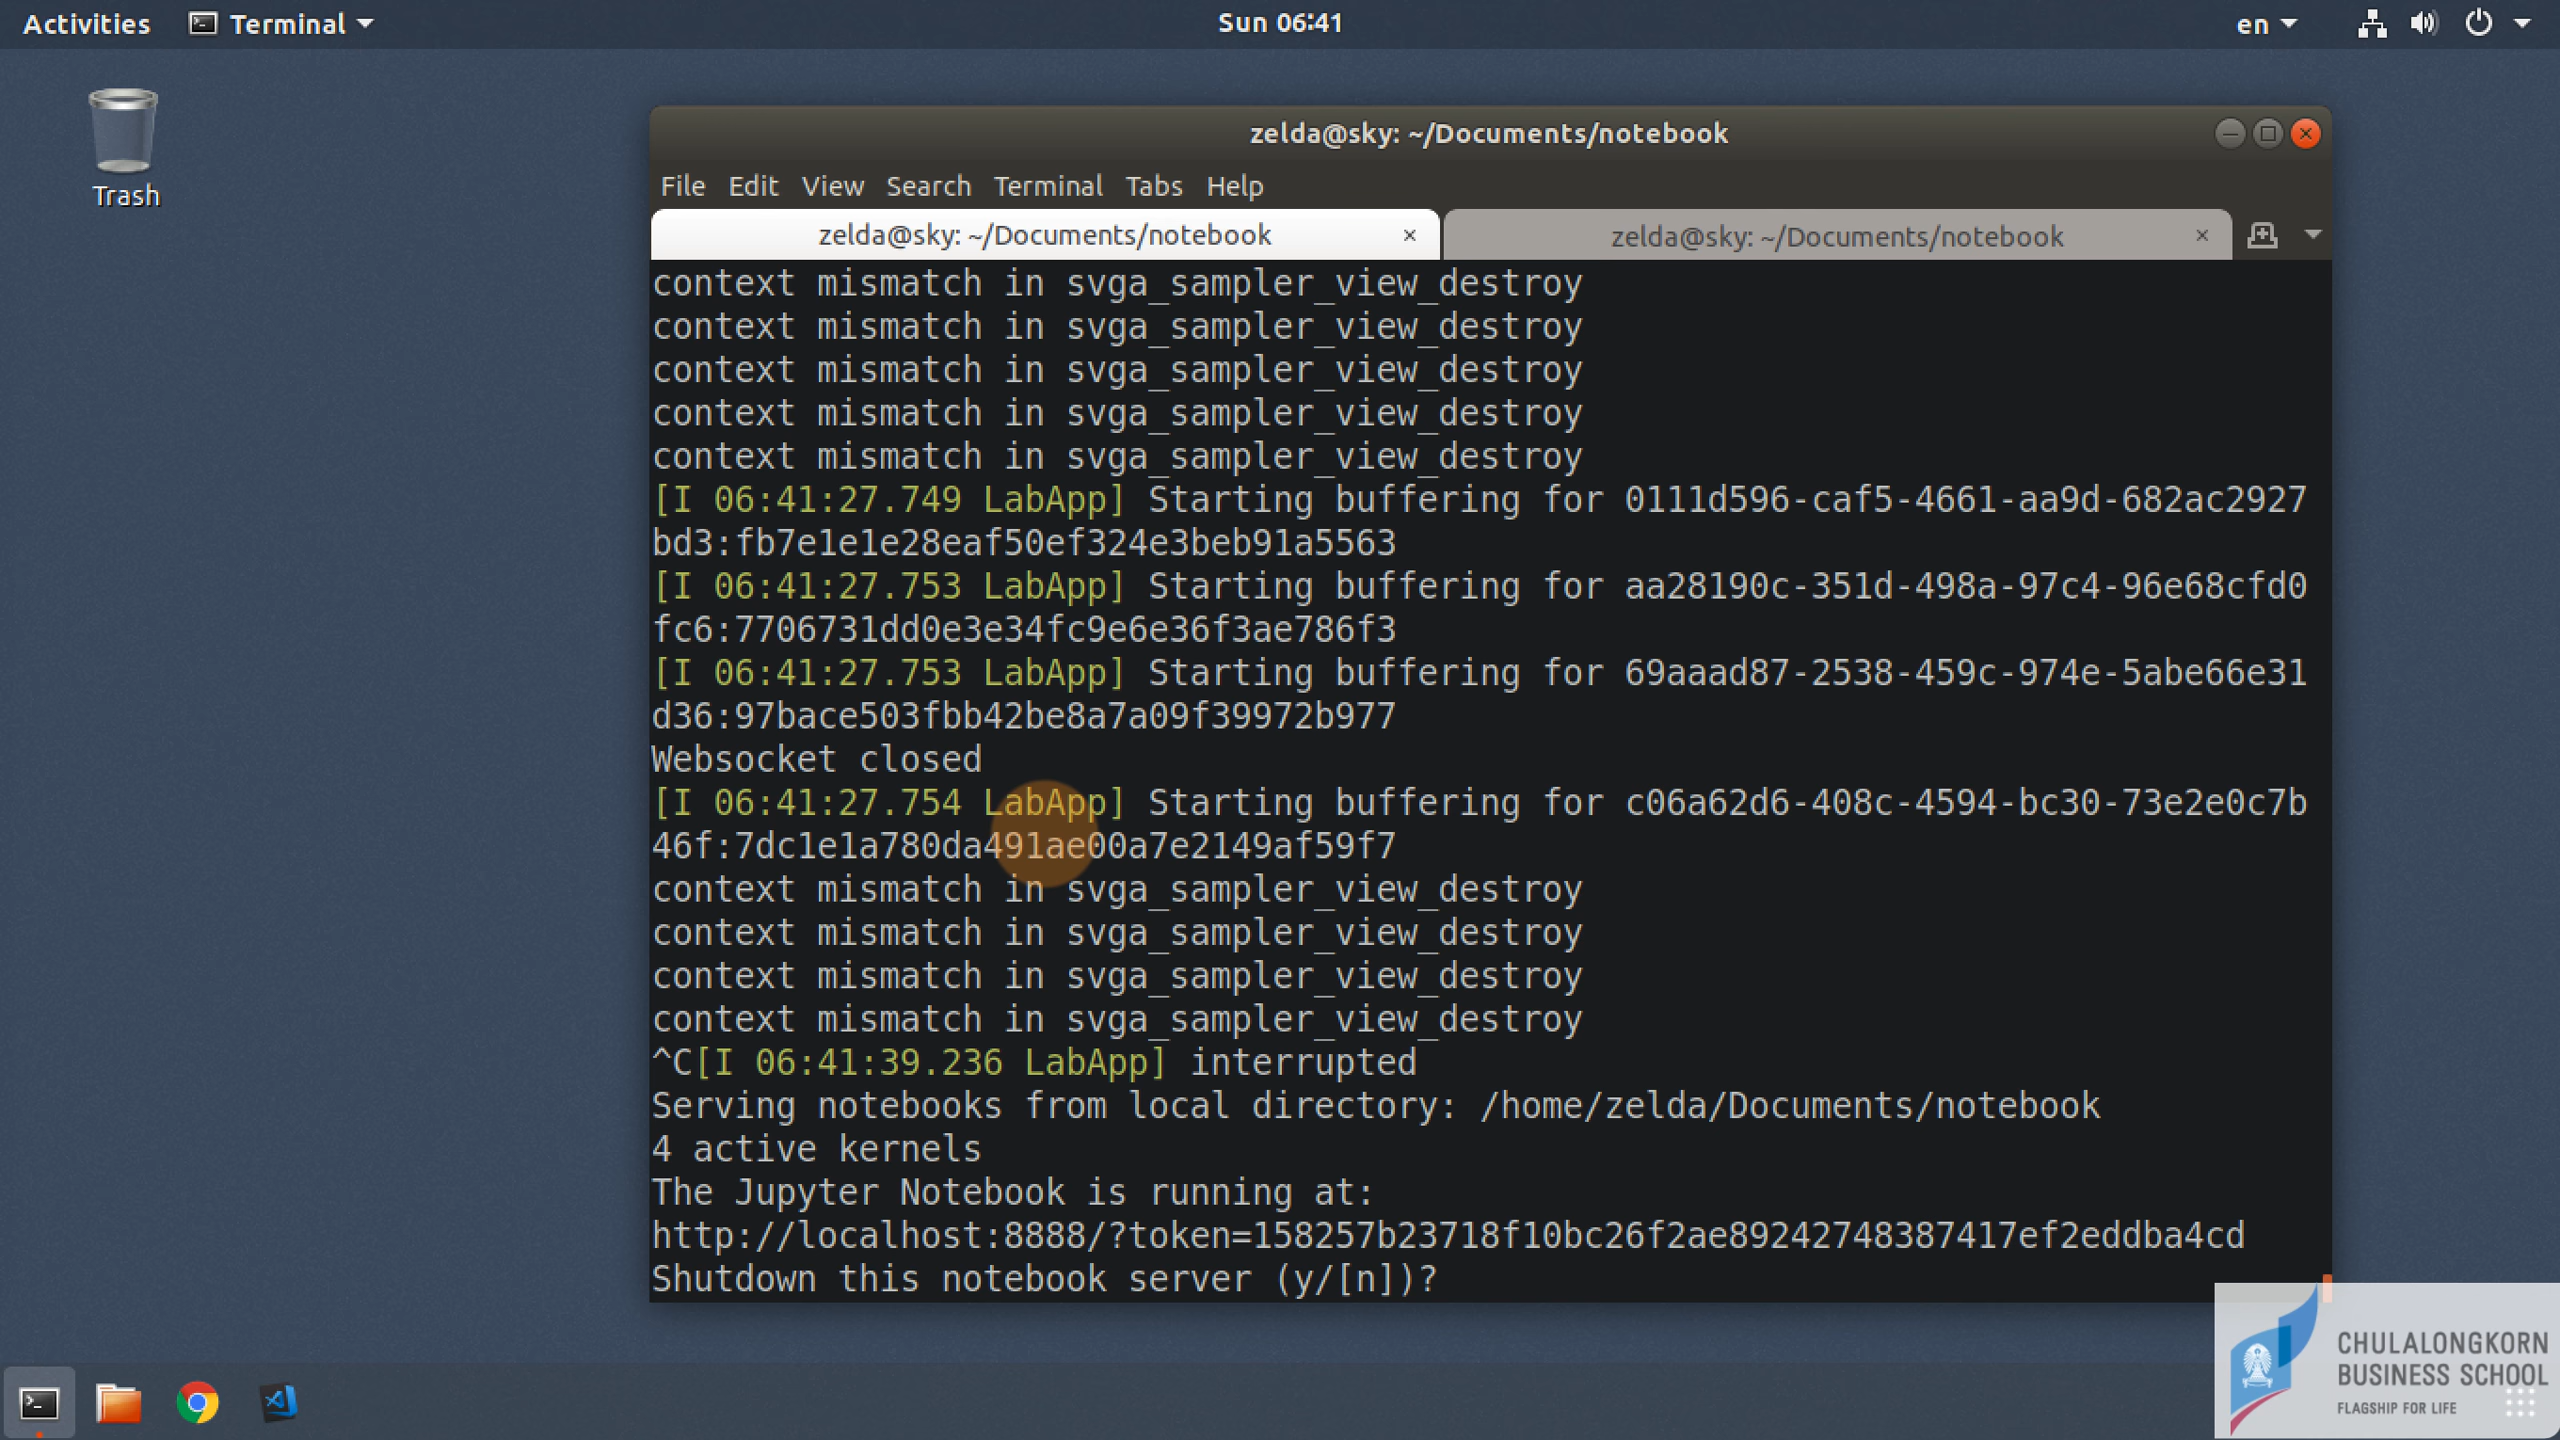 Activities Terminal Sun 06:41 en
Trash
zelda@sky: ~/Documents/notebook
File Edit View Search Terminal Tabs Help
zelda@sky: ~/Documents/notebook × zelda@sky: ~/Documents/notebook ×
context mismatch in svga_sampler_view_destroy
context mismatch in svga_sampler_view_destroy
context mismatch in svga_sampler_view_destroy
context mismatch in svga_sampler_view_destroy
context mismatch in svga_sampler_view_destroy
[I 06:41:27.749 LabApp] Starting buffering for 0111d596-caf5-4661-aa9d-682ac2927
bd3:fb7e1e1e28eaf50ef324e3beb91a5563
[I 06:41:27.753 LabApp] Starting buffering for aa28190c-351d-498a-97c4-96e68cfd0
fc6:7706731dd0e3e34fc9e6e36f3ae786f3
[I 06:41:27.753 LabApp] Starting buffering for 69aaad87-2538-459c-974e-5abe66e31
d36:97bace503fbb42be8a7a09f39972b977
Websocket closed
[I 06:41:27.754 LabApp] Starting buffering for c06a62d6-408c-4594-bc30-73e2e0c7b
46f:7dc1e1a780da491ae00a7e2149af59f7
context mismatch in svga_sampler_view_destroy
context mismatch in svga_sampler_view_destroy
context mismatch in svga_sampler_view_destroy
context mismatch in svga_sampler_view_destroy
^C[I 06:41:39.236 LabApp] interrupted
Serving notebooks from local directory: /home/zelda/Documents/notebook
4 active kernels
The Jupyter Notebook is running at:
http://localhost:8888/?token=158257b23718f10bc26f2ae89242748387417ef2eddba4cd
Shutdown this notebook server (y/[n])?
CHULALONGKORN
BUSINESS SCHOOL
FLAGSHIP FOR LIFE